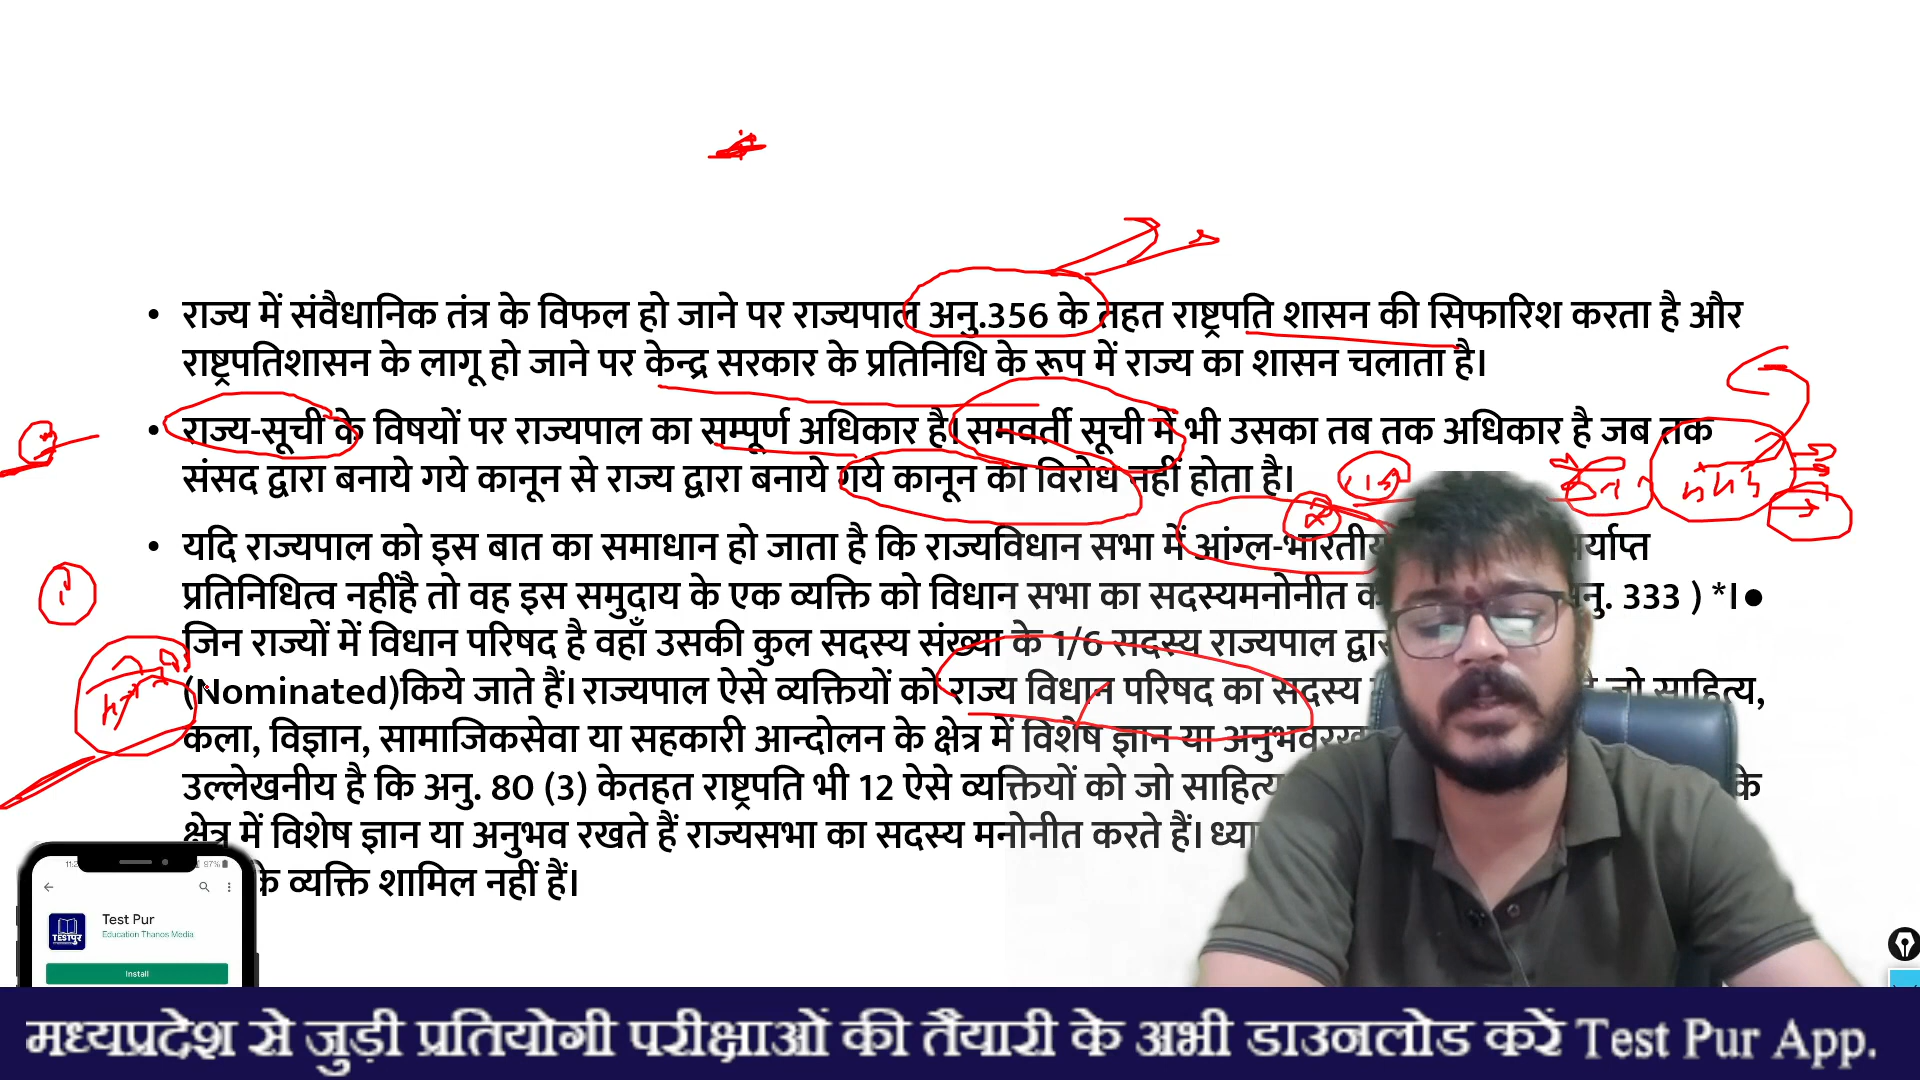 • राज्य में संवैधानिक तंत्र के विफल हो जाने पर राज्यपाल अनु.356 के तहत राष्ट्रपति शासन की सिफारिश करता है और
राष्ट्रपतिशासन के लागू हो जाने पर केन्द्र सरकार के प्रतिनिधि के रूप में राज्य का शासन चलाता है।
• राज्य-सूची के विषयों पर राज्यपाल का सम्पूर्ण अधिकार है। समवर्ती सूची में भी उसका तब तक अधिकार है जब तक
संसद द्वारा बनाये गये कानून से राज्य द्वारा बनाये गये कानून का विरोध नहीं होता है।
• यदि राज्यपाल को इस बात का समाधान हो जाता है कि राज्यविधान सभा में आंग्ल-भारतीय
प्रतिनिधित्व नहींहै तो वह इस समुदाय के एक व्यक्ति को विधान सभा का सदस्यमनोनीत 333 ) *।●
जिन राज्यों में विधान परिषद है वहाँ उसकी कुल सदस्य संख्या के 1/6 सदस्य राज्यपाल
(Nominated)किये जाते हैं। राज्यपाल ऐसे व्यक्तियों को राज्य विधान परिषद का सदस्य जो साहित्य,
कला, विज्ञान, सामाजिकसेवा या सहकारी आन्दोलन के क्षेत्र में विशेष ज्ञान या
उल्लेखनीय है कि अनु. 80 (3) केतहत राष्ट्रपति भी 12 ऐसे व्यक्तियों को जो साहित्य के
क्षेत्र में विशेष ज्ञान या अनुभव रखते हैं राज्यसभा का सदस्य मनोनीत करते हैं।
के व्यक्ति शामिल नहीं हैं।
97%
Test Pur
Education Thanos Media
Install
मध्यप्रदेश से जुड़ी प्रतियोगी परीक्षाओं की तैयारी के अभी डाउनलोड करें Test Pur App.